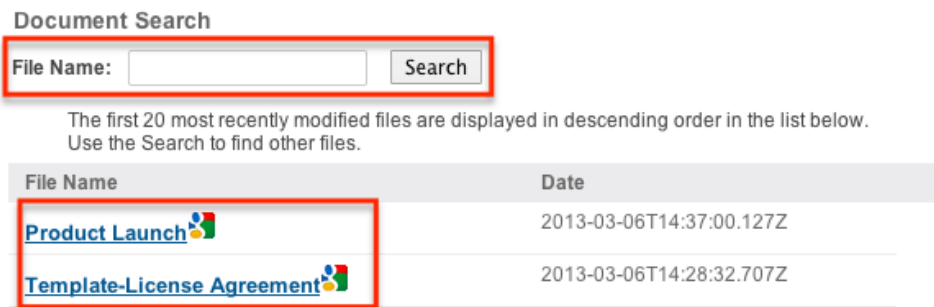 Document Search
File Name: Search
The first 20 most recently modified files are displayed in descending order in the list below.
Use the Search to find other files.
File Name Date
Product Launch 2013-03-06T14:37:00.127Z
Template-License Agreement 2013-03-06T14:28:32.707Z